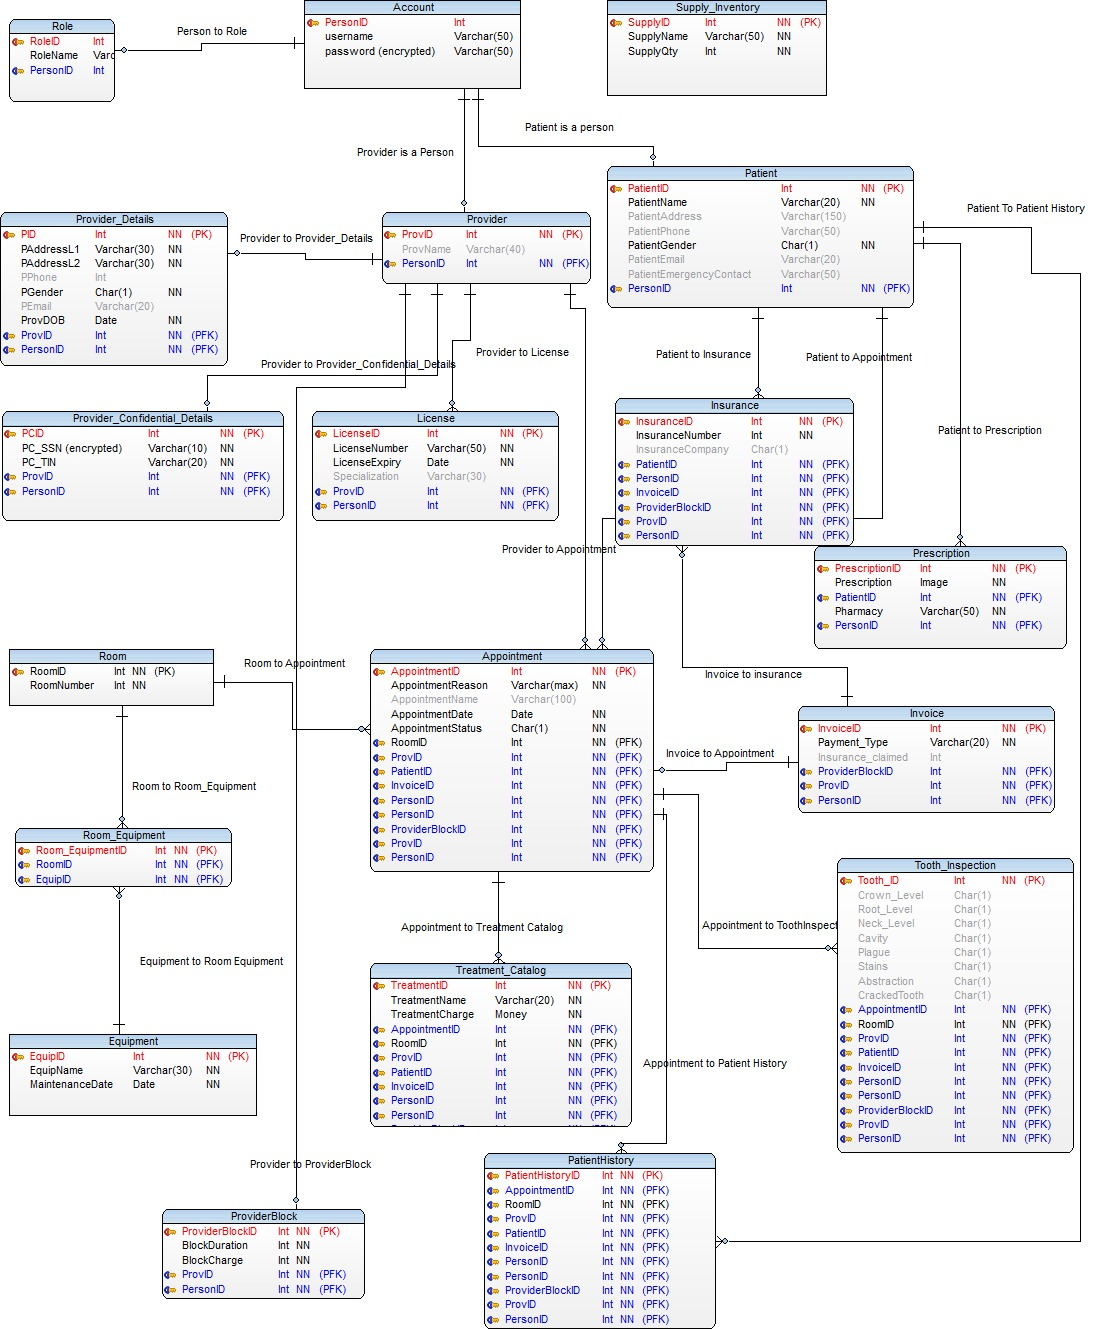 Account
PersonID Int
username Varchar(50)
password (encrypted) Varchar(50)
Supply_Inventory
SupplyID Int NN (PK)
SupplyName Varchar(50) NN
SupplyQty Int NN
Role
RoleID Int
RoleName Varc
PersonID Int
Person to Role
Patient is a person
Provider is a Person
Patient
PatientID Int NN (PK)
PatientName Varchar(20) NN
PatientAddress Varchar(150)
PatientPhone Varchar(50)
PatientGender Char(1) NN
PatientEmail Varchar(20)
PatientEmergencyContact Varchar(50)
PersonID Int NN (PFK)
Patient To Patient History
Provider_Details
PID Int NN (PK)
PAddressL1 Varchar(30) NN
PAddressL2 Varchar(30) NN
PPhone Int
PGender Char(1) NN
PEmail Varchar(20)
ProvDOB Date NN
ProvID Int NN (PFK)
PersonID Int NN (PFK)
Provider to Provider_Details
Provider
ProvID Int NN (PK)
ProvName Varchar(40)
PersonID Int NN (PFK)
Provider to License
Provider to Provider_Confidential_Details
Patient to Insurance
Patient to Appointment
Provider_Confidential_Details
PCID Int NN (PK)
PC_SSN (encrypted) Varchar(10) NN
PC_TIN Varchar(20) NN
ProvID Int NN (PFK)
PersonID Int NN (PFK)
License
LicenseID Int NN (PK)
LicenseNumber Varchar(50) NN
LicenseExpiry Date NN
Specialization Varchar(30)
ProvID Int NN (PFK)
PersonID Int NN (PFK)
Insurance
InsuranceID Int NN (PK)
InsuranceNumber Int NN
InsuranceCompany Char(1)
PatientID Int NN (PFK)
PersonID Int NN (PFK)
InvoiceID Int NN (PFK)
ProviderBlockID Int NN (PFK)
ProvID Int NN (PFK)
PersonID Int NN (PFK)
Patient to Prescription
Provider to Appointment
Prescription
PrescriptionID Int NN (PK)
Prescription Image NN
PatientID Int NN (PFK)
Pharmacy Varchar(50) NN
PersonID Int NN (PFK)
Room
RoomID Int NN (PK)
RoomNumber Int NN
Room to Appointment
Appointment
AppointmentID Int NN (PK)
AppointmentReason Varchar(max) NN
AppointmentName Varchar(100)
AppointmentDate Date NN
AppointmentStatus Char(1) NN
RoomID Int NN (PFK)
ProvID Int NN (PFK)
PatientID Int NN (PFK)
InvoiceID Int NN (PFK)
PersonID Int NN (PFK)
PersonID Int NN (PFK)
ProviderBlockID Int NN (PFK)
ProvID Int NN (PFK)
PersonID Int NN (PFK)
Invoice to insurance
Invoice
InvoiceID Int NN (PK)
Payment_Type Varchar(20) NN
Insurance_claimed Int
ProviderBlockID Int NN (PFK)
ProvID Int NN (PFK)
PersonID Int NN (PFK)
Invoice to Appointment
Room to Room_Equipment
Room_Equipment
Room_EquipmentID Int NN (PK)
RoomID Int NN (PFK)
EquipID Int NN (PFK)
Tooth_Inspection
Tooth_ID Int NN (PK)
Crown_Level Char(1)
Root_Level Char(1)
Neck_Level Char(1)
Cavity Char(1)
Plague Char(1)
Stains Char(1)
Abstraction Char(1)
CrackedTooth Char(1)
AppointmentID Int NN (PFK)
RoomID Int NN (PFK)
ProvID Int NN (PFK)
PatientID Int NN (PFK)
InvoiceID Int NN (PFK)
PersonID Int NN (PFK)
PersonID Int NN (PFK)
ProviderBlockID Int NN (PFK)
ProvID Int NN (PFK)
PersonID Int NN (PFK)
Appointment to Treatment Catalog
Appointment to ToothInspect
Equipment to Room Equipment
Treatment_Catalog
TreatmentID Int NN (PK)
TreatmentName Varchar(20) NN
TreatmentCharge Money NN
AppointmentID Int NN (PFK)
RoomID Int NN (PFK)
ProvID Int NN (PFK)
PatientID Int NN (PFK)
InvoiceID Int NN (PFK)
PersonID Int NN (PFK)
PersonID Int NN (PFK)
Equipment
EquipID Int NN (PK)
EquipName Varchar(30) NN
MaintenanceDate Date NN
Appointment to Patient History
Provider to ProviderBlock
ProviderBlock
ProviderBlockID Int NN (PK)
BlockDuration Int NN
BlockCharge Int NN
ProvID Int NN (PFK)
PersonID Int NN (PFK)
PatientHistory
PatientHistoryID Int NN (PK)
AppointmentID Int NN (PFK)
RoomID Int NN (PFK)
ProvID Int NN (PFK)
PatientID Int NN (PFK)
InvoiceID Int NN (PFK)
PersonID Int NN (PFK)
PersonID Int NN (PFK)
ProviderBlockID Int NN (PFK)
ProvID Int NN (PFK)
PersonID Int NN (PFK)